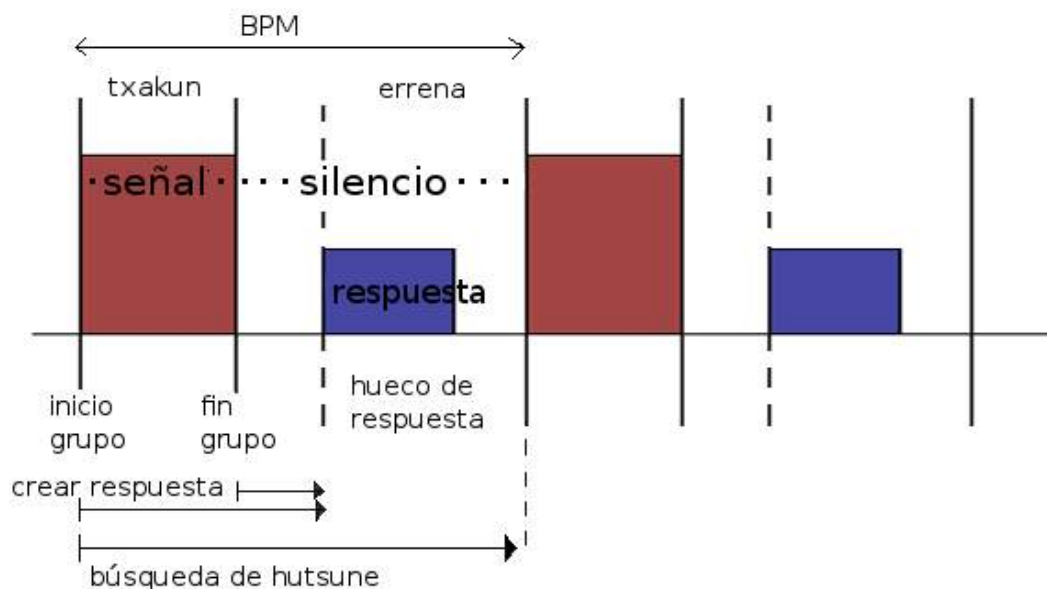 BPM
txakun
errena
señal
silencio
respuesta
inicio
grupo
fin
grupo
hueco de
respuesta
crear respuesta
búsqueda de hutsune